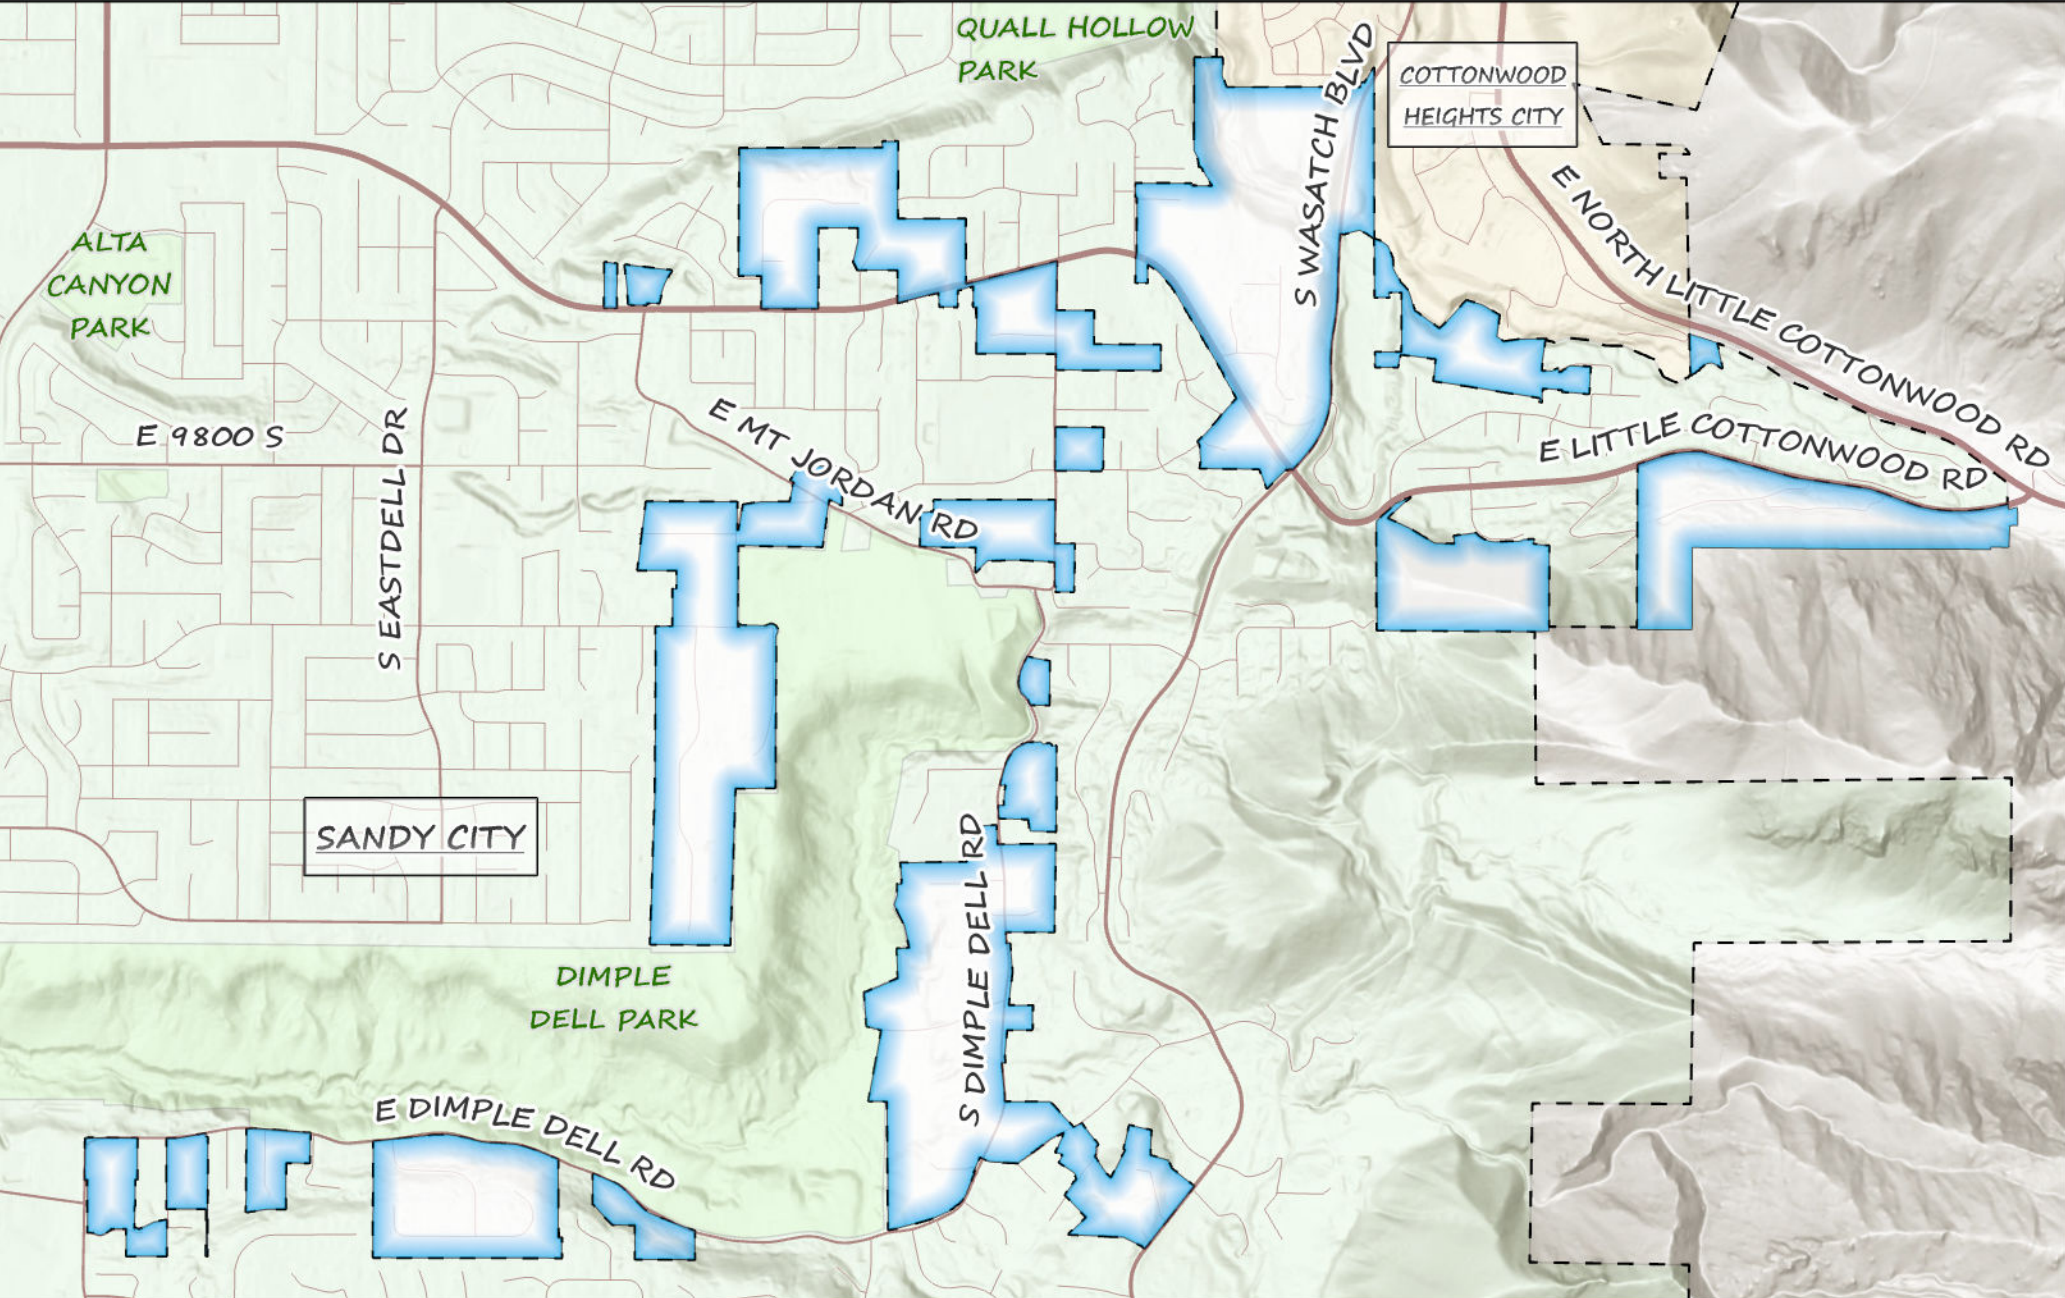 QUALL HOLLOW
PARK
S WASATCH BLVD
COTTONWOOD
HEIGHTS CITY
E NORTH LITTLE COTTONWOOD RD
ALTA
CANYON
PARK
E 9800 S
S EASTDELL DR
E MT JORDAN RD
E LITTLE COTTONWOOD RD
SANDY CITY
DIMPLE
DELL PARK
S DIMPLE DELL RD
E DIMPLE DELL RD